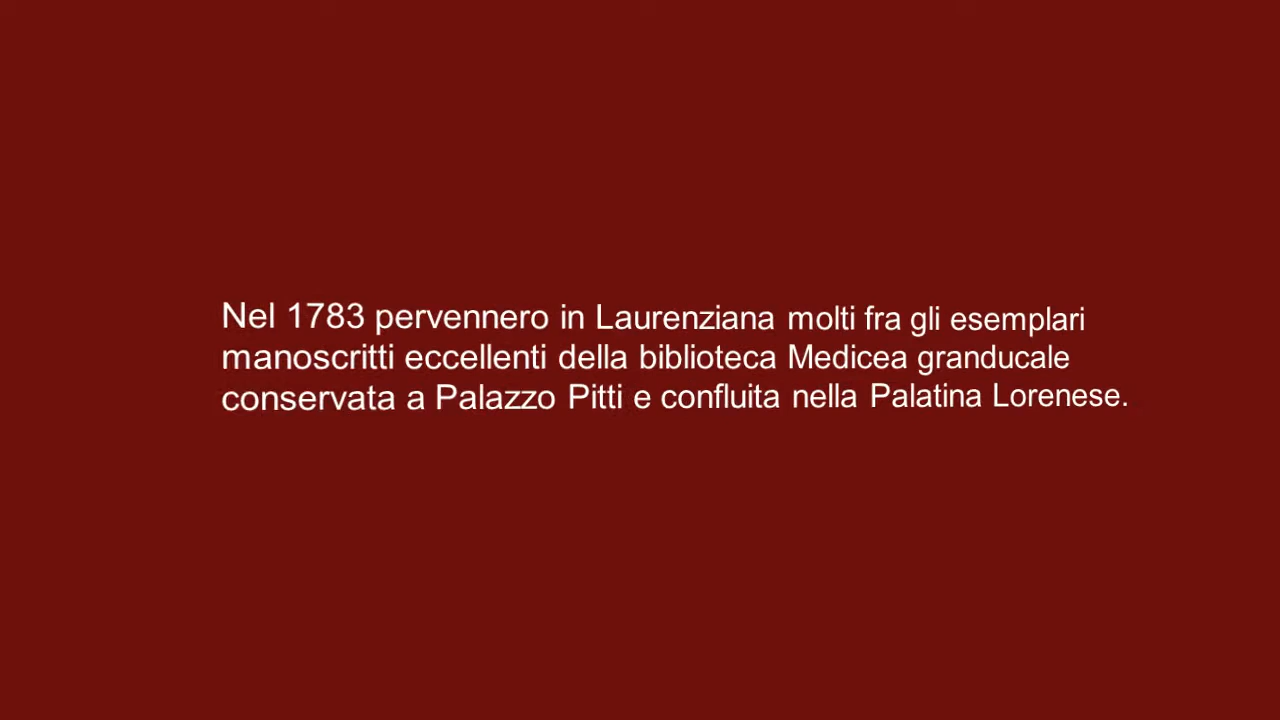 Nel 1783 pervennero in Laurenziana molti fra gli esemplari
manoscritti eccellenti della biblioteca Medicea granducale
conservata a Palazzo Pitti e confluita nella Palatina Lorenese.